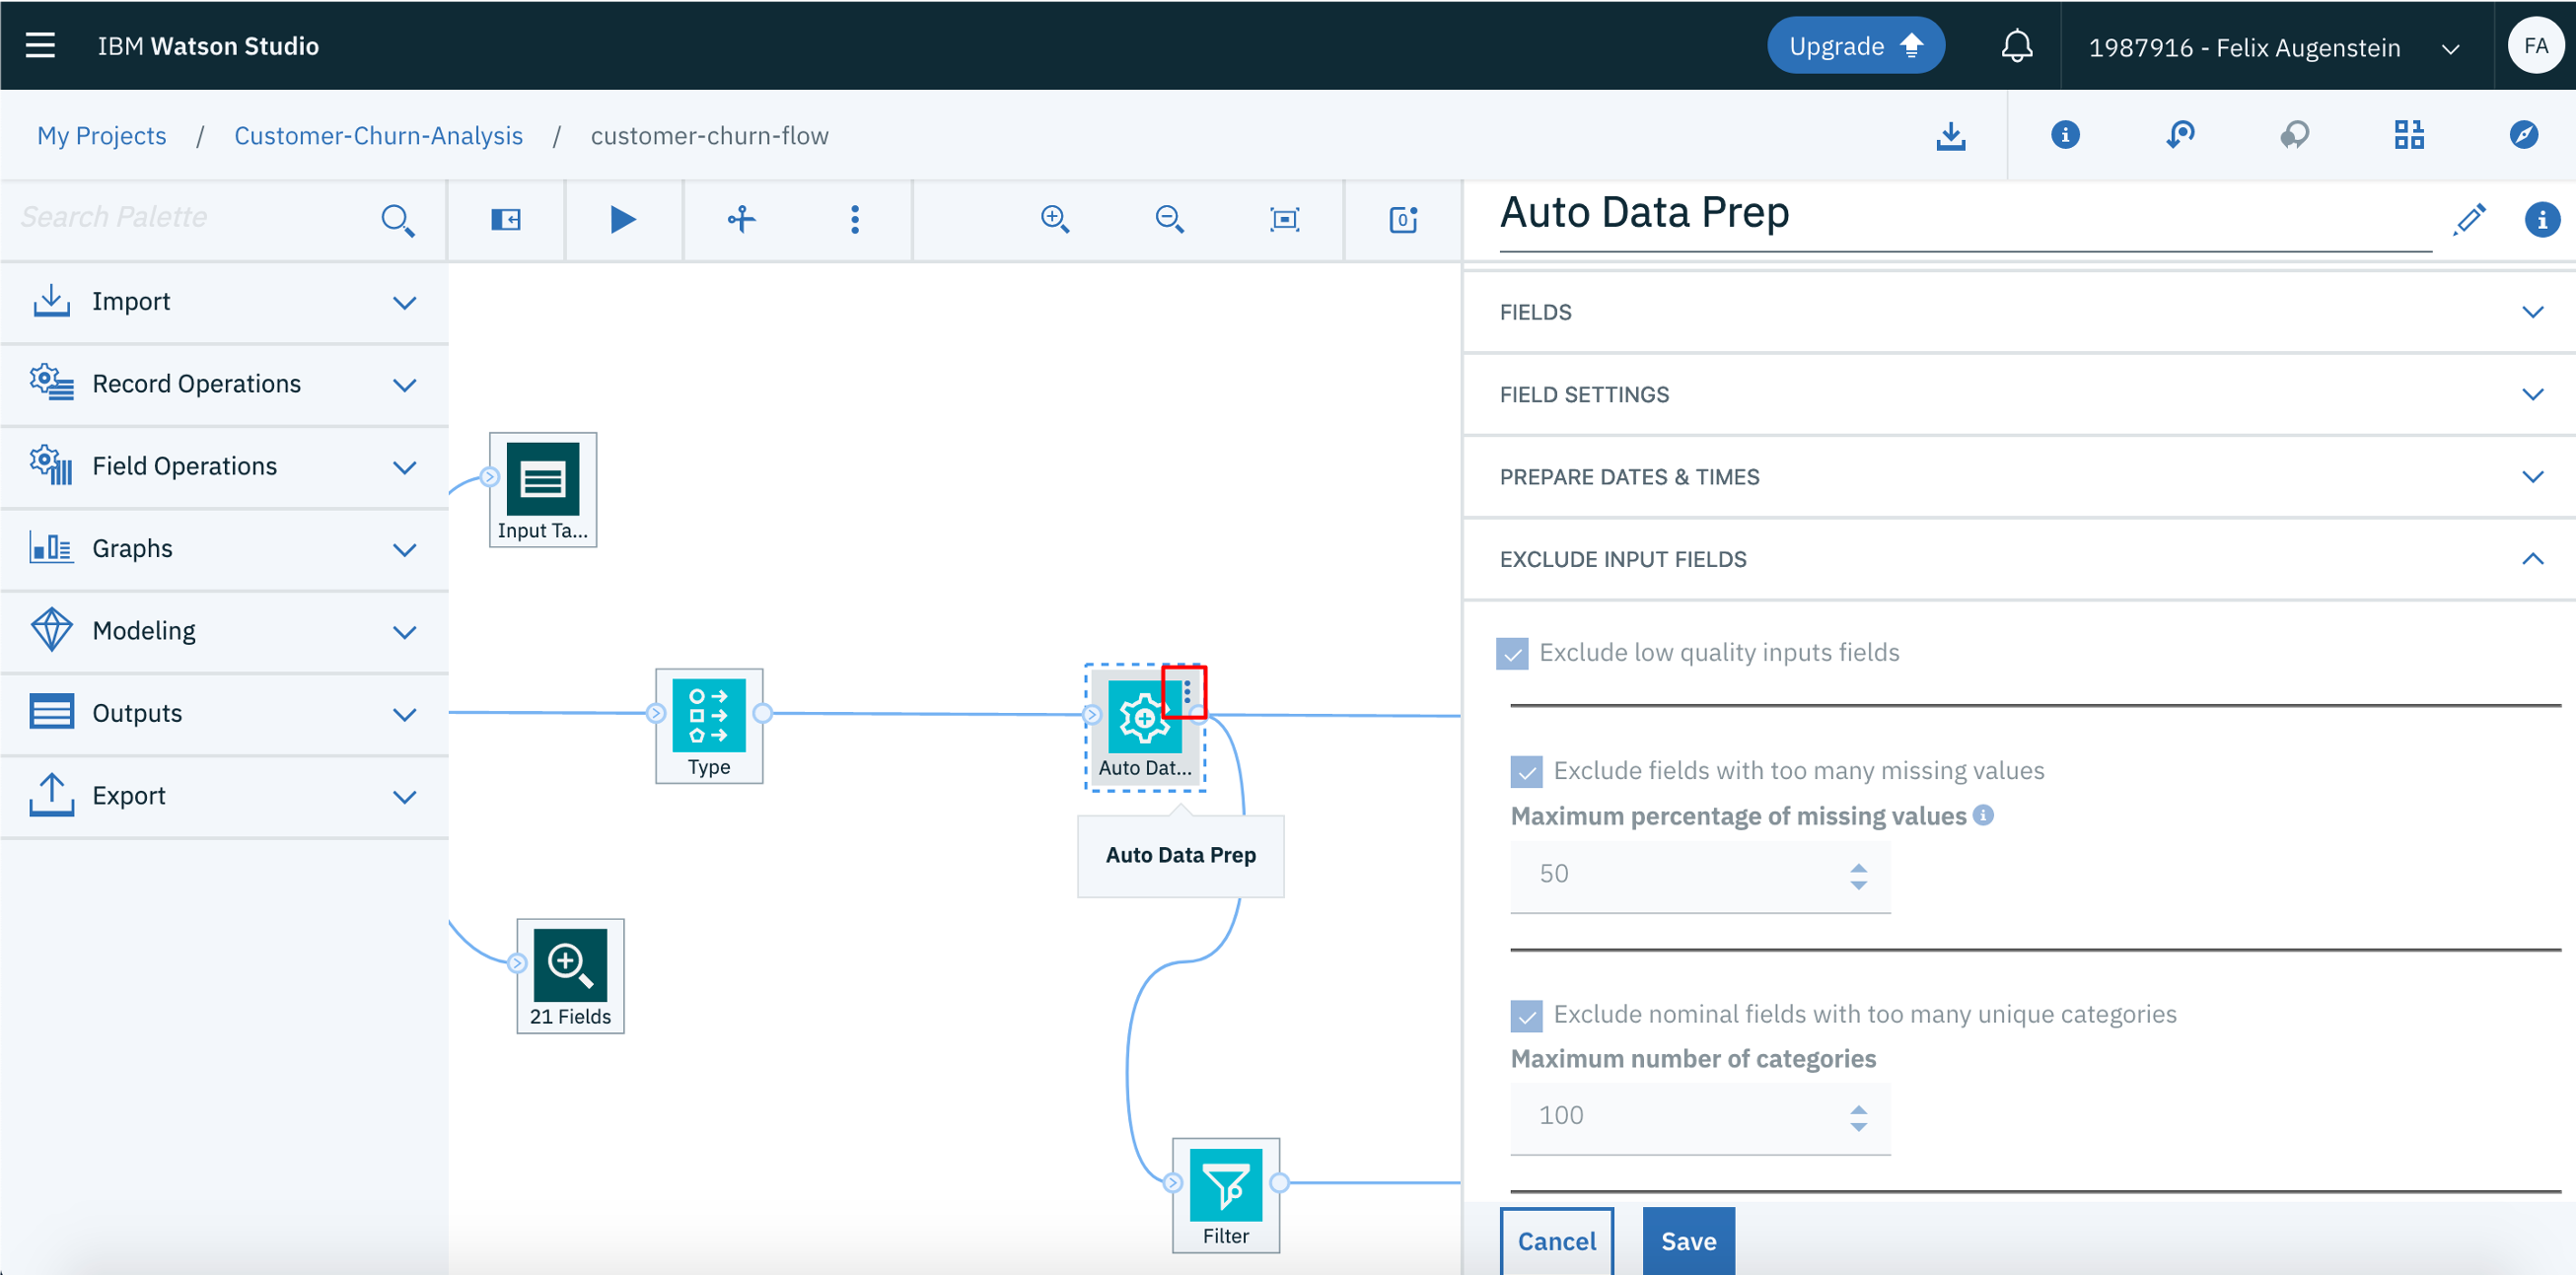 IBM Watson Studio
Upgrade
1987916 - Felix Augenstein
FA
My Projects / Customer-Churn-Analysis / customer-churn-flow
Search Palette
Import
Record Operations
Field Operations
Graphs
Modeling
Outputs
Export
Input Ta...
Type
Auto Dat...
Auto Data Prep
21 Fields
Filter
Auto Data Prep
FIELDS
FIELD SETTINGS
PREPARE DATES & TIMES
EXCLUDE INPUT FIELDS
Exclude low quality inputs fields
Exclude fields with too many missing values
Maximum percentage of missing values
50
Exclude nominal fields with too many unique categories
Maximum number of categories
100
Cancel
Save